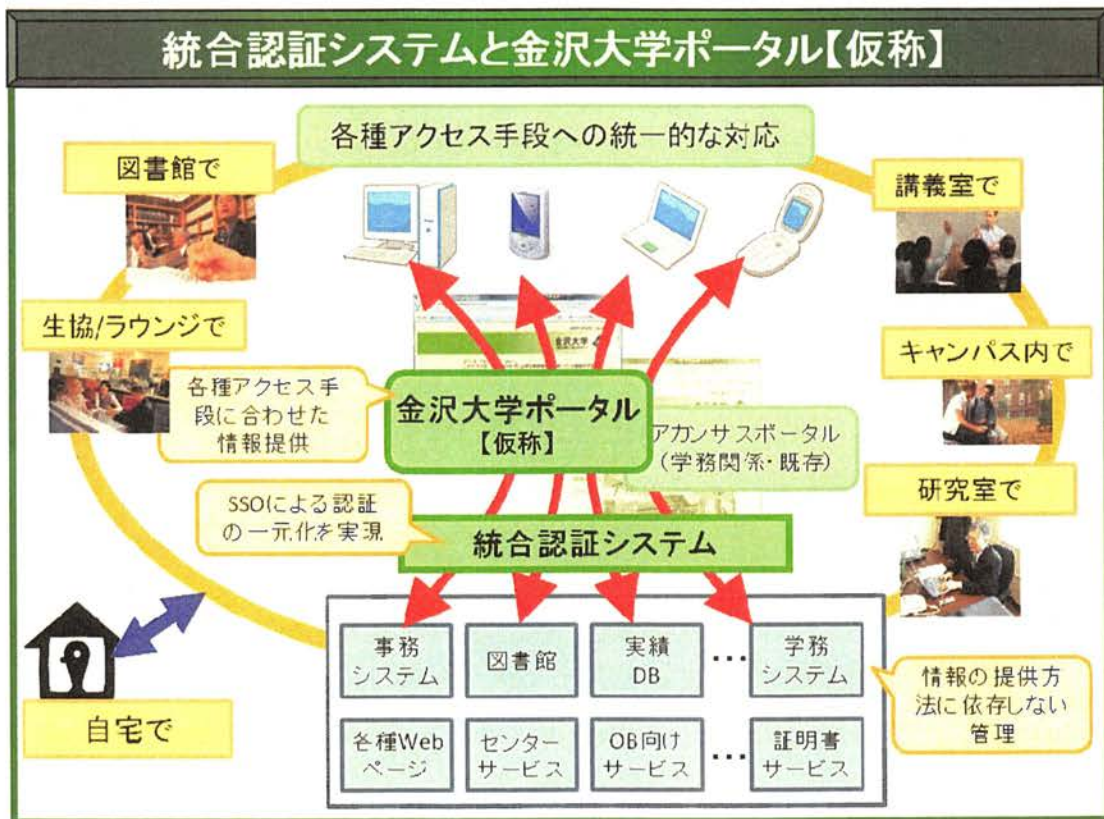 統合認証システムと金沢大学ポータル【仮称】
各種アクセス手段への統一的な対応
図書館で
講義室で
生協/ラウンジで
キャンパス内で
金沢大学
各種アクセス手
段に合わせた
情報提供
金沢大学ポータル
【仮称】
アカンサスポータル
(学務関係・既存)
研究室で
SSOによる認証
の一元化を実現
統合認証システム
自宅で
事務
システム
図書館
実績
DB
…
学務
システム
情報の提供方
法に依存しない
管理
各種Web
ページ
センター
サービス
OB向け
サービス
…
証明書
サービス